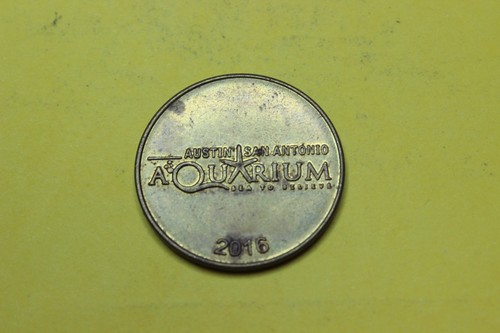 AUSTIN SAN ANTONIO
AQUARIUM
SEA TO BELIEVE
2016